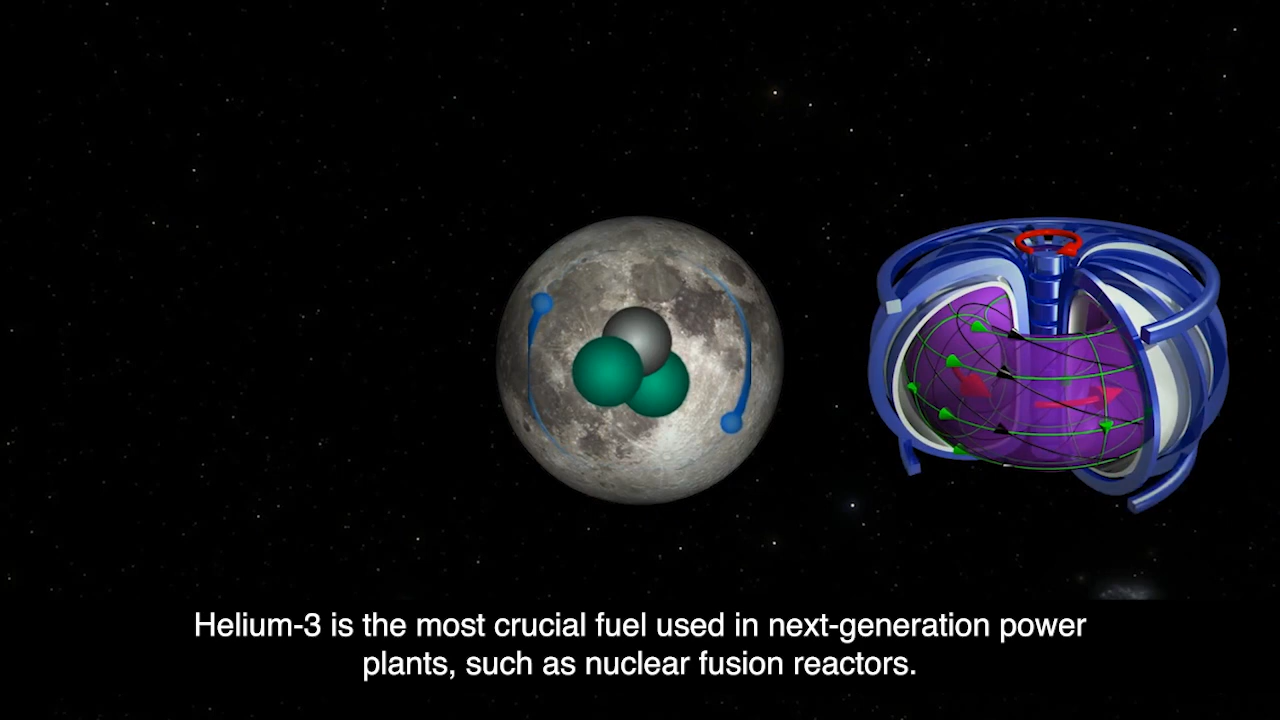 Helium-3 is the most crucial fuel used in next-generation power
plants, such as nuclear fusion reactors.